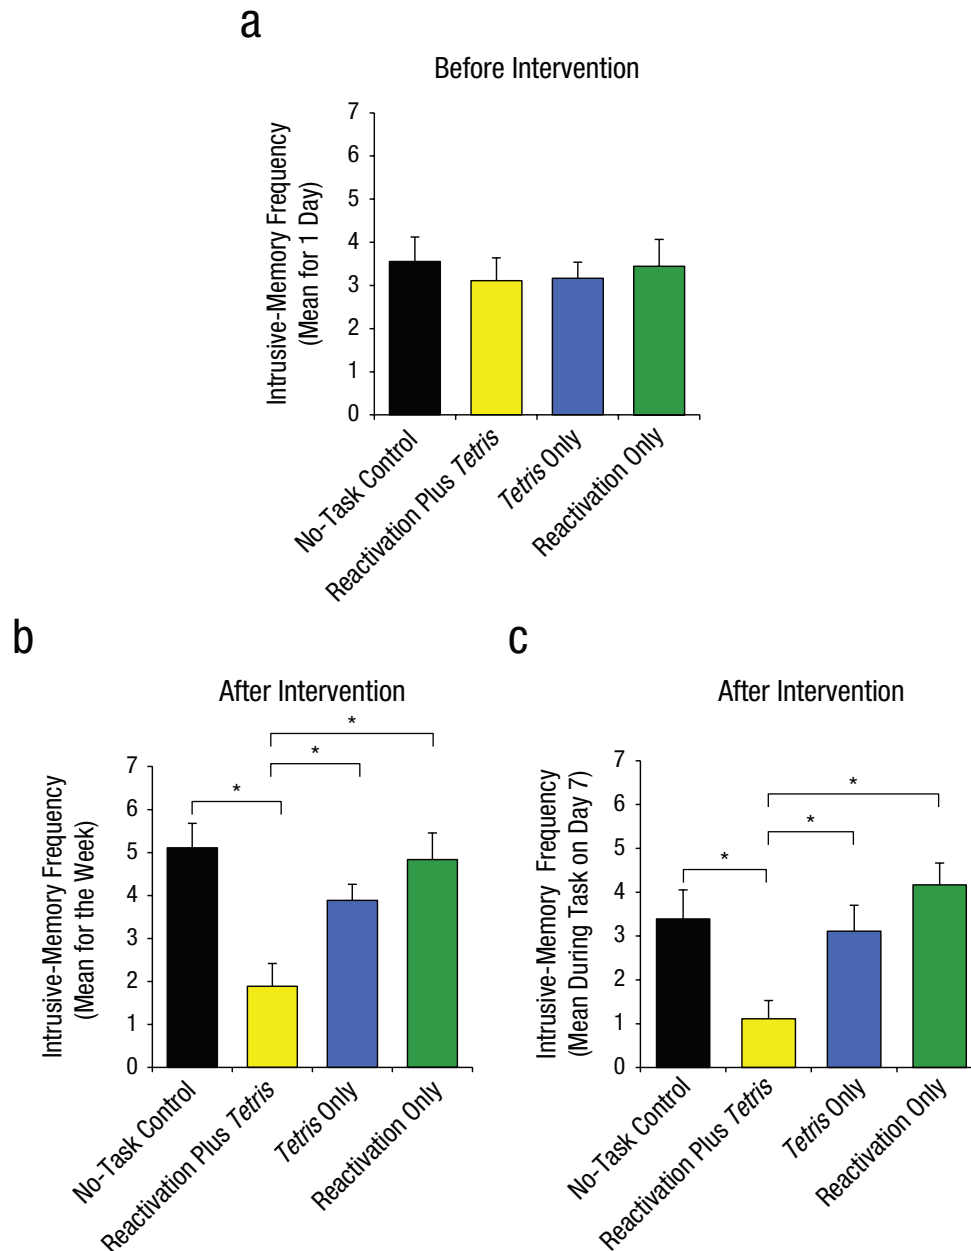 a
Before Intervention
Intrusive-Memory Frequency
(Mean for 1 Day)
7
6
5
4
3
2
1
0
No-Task Control
Reactivation Plus Tetris
Tetris Only
Reactivation Only
b
After Intervention
Intrusive-Memory Frequency
(Mean for the Week)
7
6
5
4
3
2
1
0
*
*
*
No-Task Control
Reactivation Plus Tetris
Tetris Only
Reactivation Only
c
After Intervention
Intrusive-Memory Frequency
(Mean During Task on Day 7)
7
6
5
4
3
2
1
0
*
*
*
No-Task Control
Reactivation Plus Tetris
Tetris Only
Reactivation Only